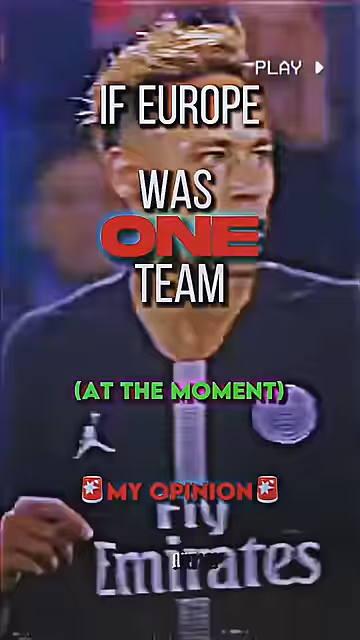 PLAY
IF EUROPE
WAS
ONE
TEAM
(AT THE MOMENT)
🚨MY OPINION🚨
Fly
Emirates